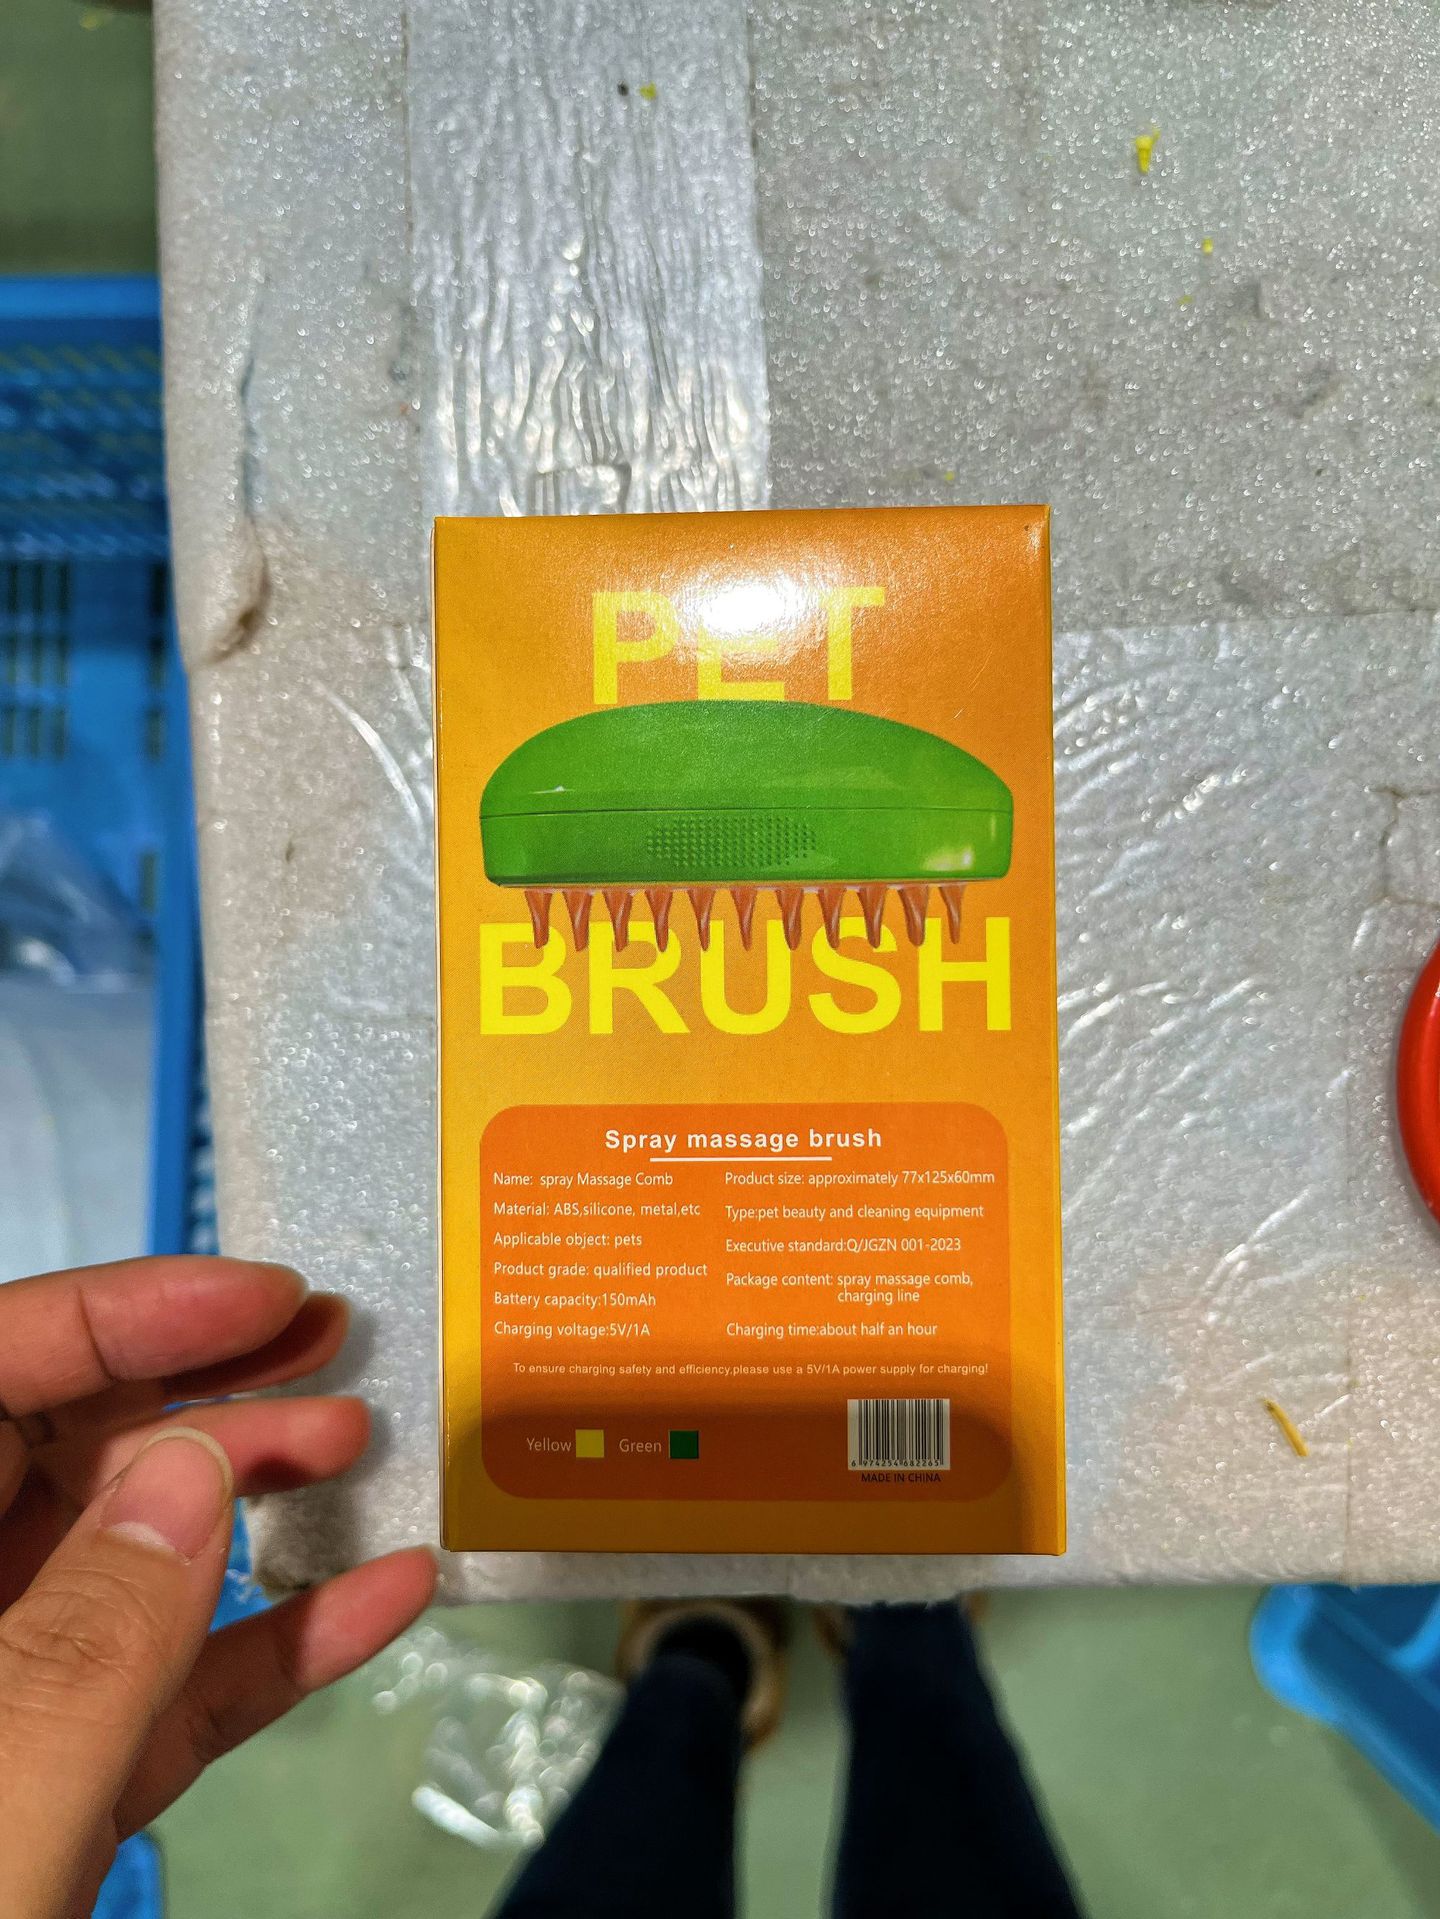 PET
BRUSH
Spray massage brush
Name: spray Massage Comb
Material: ABS,silicone, metal,etc
Applicable object: pets
Product grade: qualified product
Battery capacity:150mAh
Charging voltage:5V/1A
Product size: approximately 77x125x60mm
Type:pet beauty and cleaning equipment
Executive standard:Q/JGZN 001-2023
Package content: spray massage comb,
charging line
Charging time:about half an hour
To ensure charging safety and efficiency,please use a 5V/1A power supply for charging!
Yellow Green
6 974254 682265
MADE IN CHINA